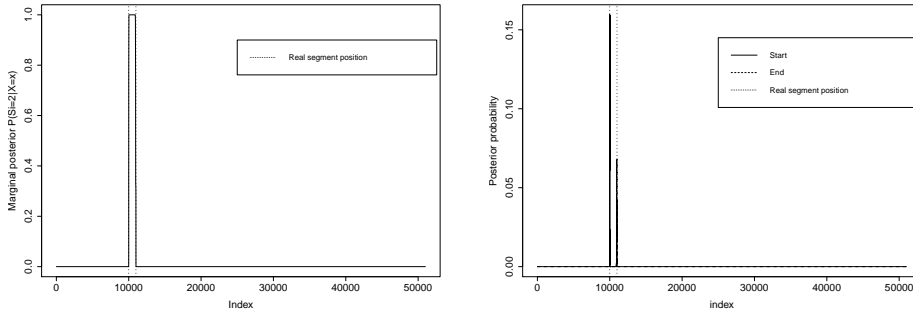 Marginal posterior P(Si=2|X=x)
1.0
0.8
0.6
0.4
0.2
0.0
Real segment position
0 10000 20000 30000 40000 50000
Index
Posterior probability
0.15
0.10
0.05
0.00
Start
End
Real segment position
0 10000 20000 30000 40000 50000
index